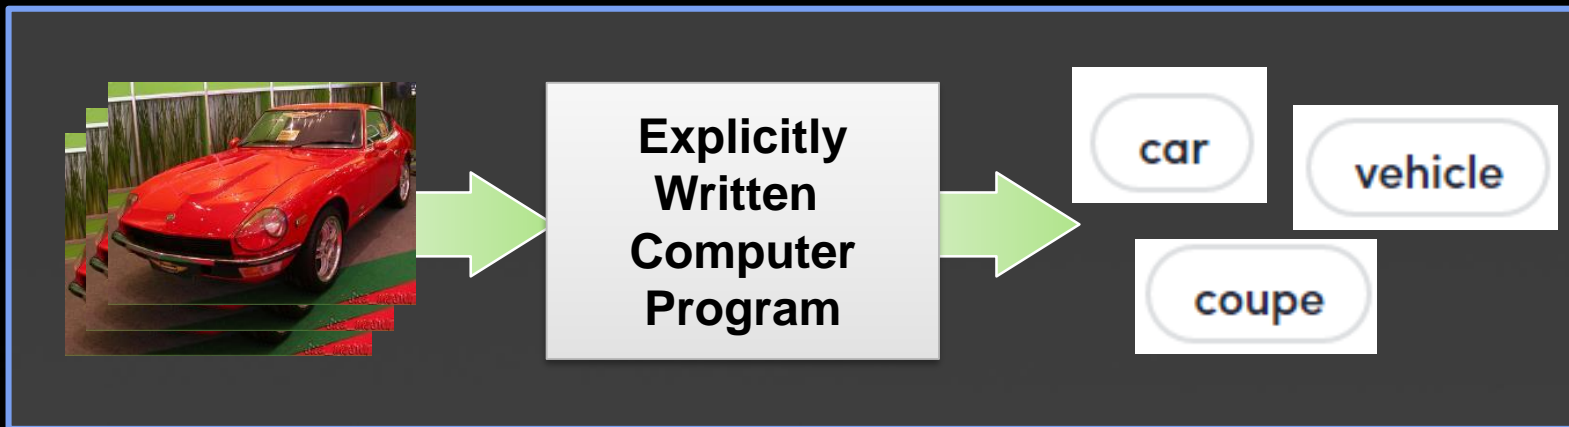 Explicitly
Written
Computer
Program
car
vehicle
coupe